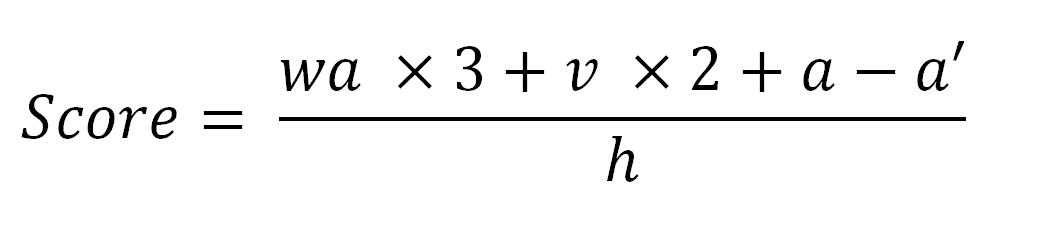 Score = wa × 3 + v × 2 + a − a′
h